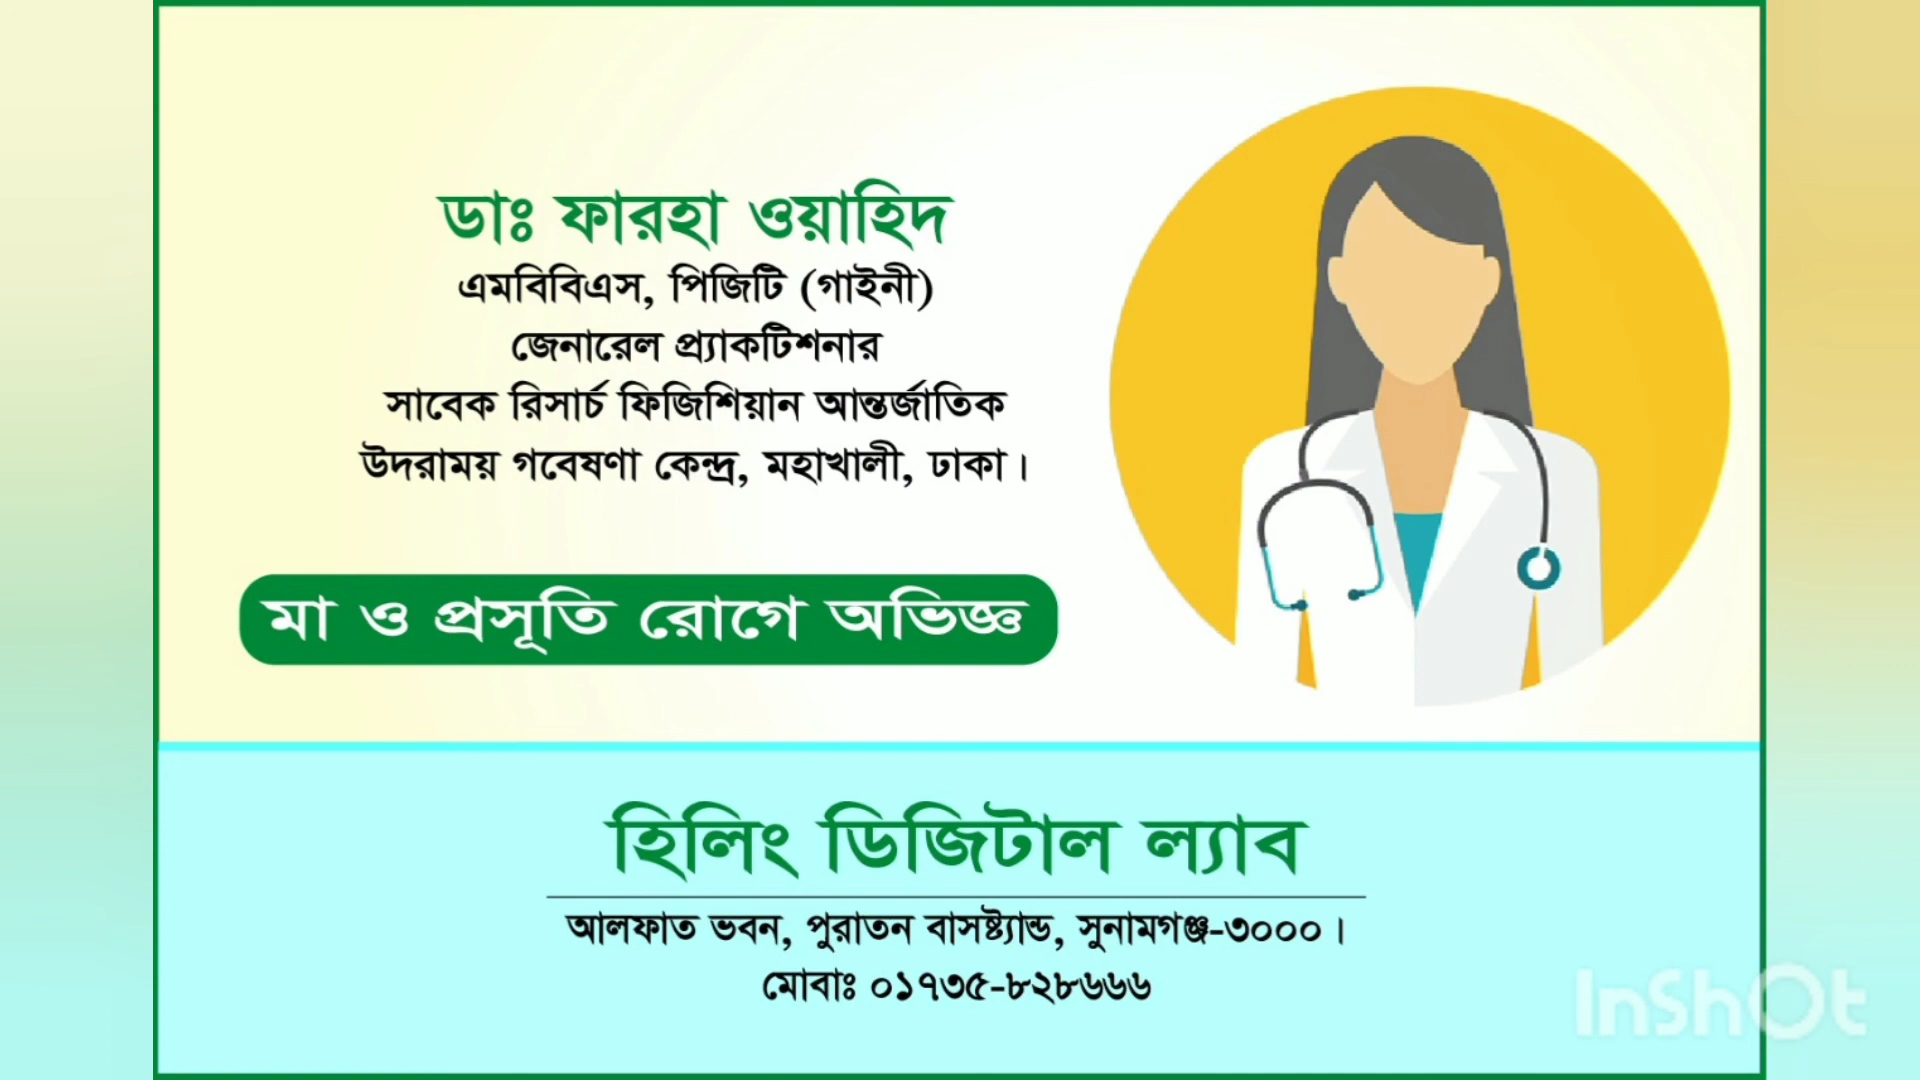 ডাঃ ফারহা ওয়াহিদ
এমবিবিএস, পিজিটি (গাইনী)
জেনারেল প্র্যাকটিশনার
সাবেক রিসার্চ ফিজিশিয়ান আন্তর্জাতিক
উদরাময় গবেষণা কেন্দ্র, মহাখালী, ঢাকা।
মা ও প্রসূতি রোগে অভিজ্ঞ
হিলিং ডিজিটাল ল্যাব
আলফাত ভবন, পুরাতন বাসষ্ট্যান্ড, সুনামগঞ্জ-৩০০০।
মোবাঃ ০১৭৩৫-৮২৮৬৬৬
InShOt